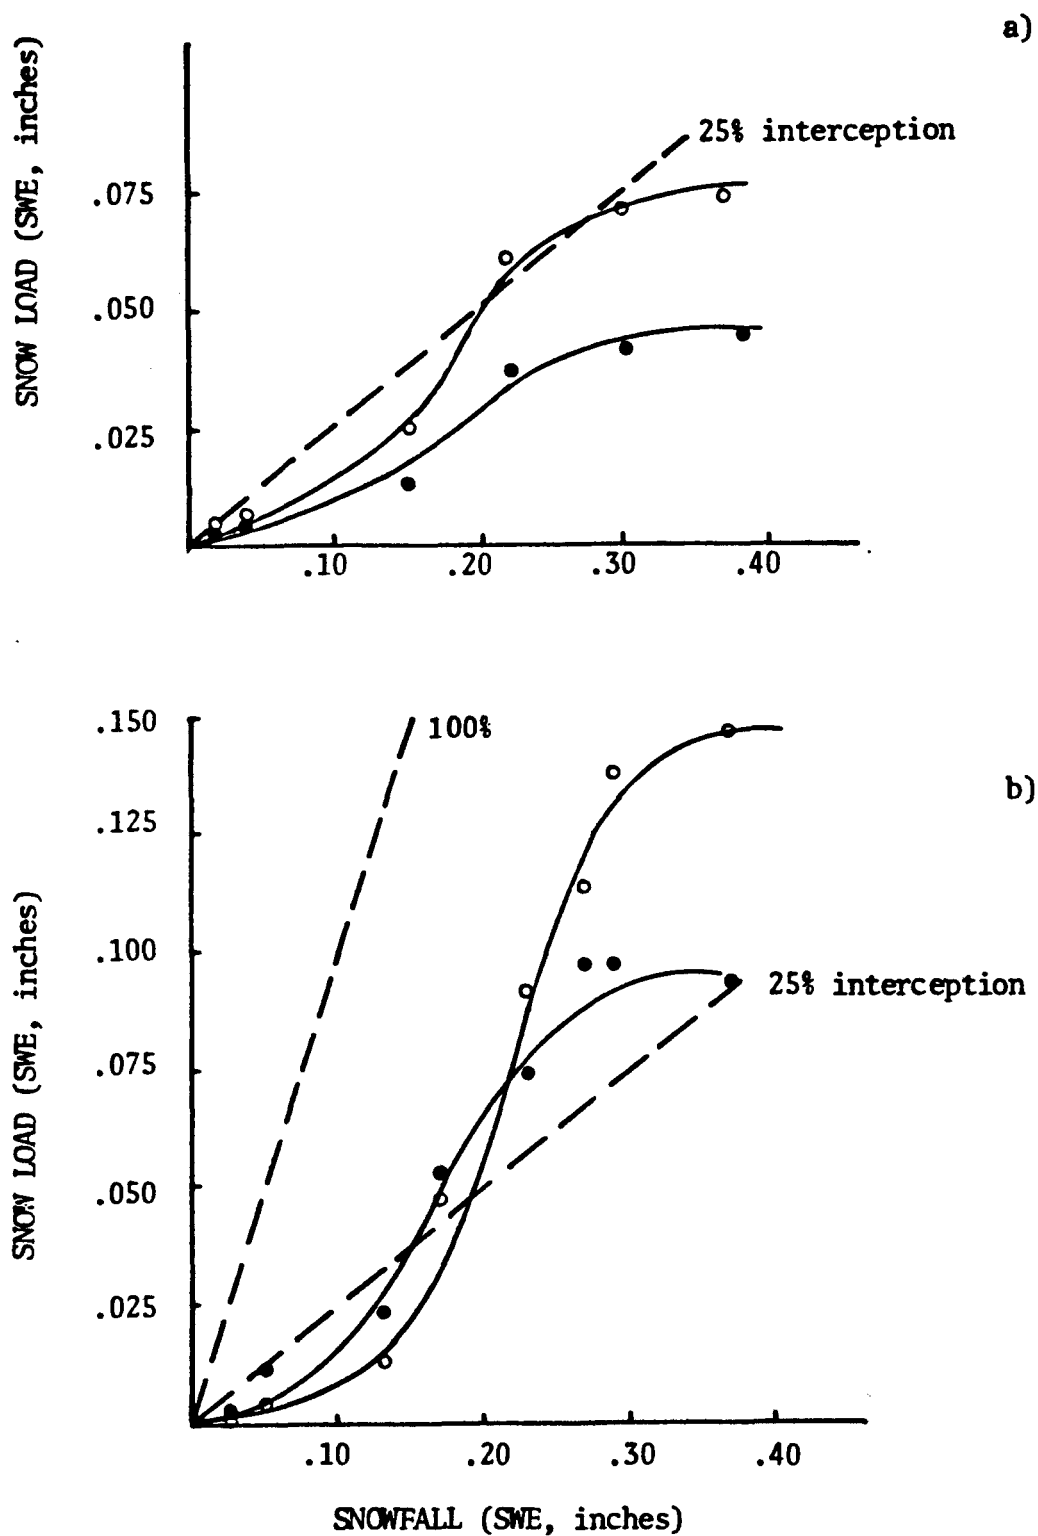 a)
SNOW LOAD (SWE, inches)
25% interception
.075
.050
.025
.10 .20 .30 .40
b)
SNOW LOAD (SWE, inches)
.150
100%
.125
.100
25% interception
.075
.050
.025
.10 .20 .30 .40
SNOWFALL (SWE, inches)